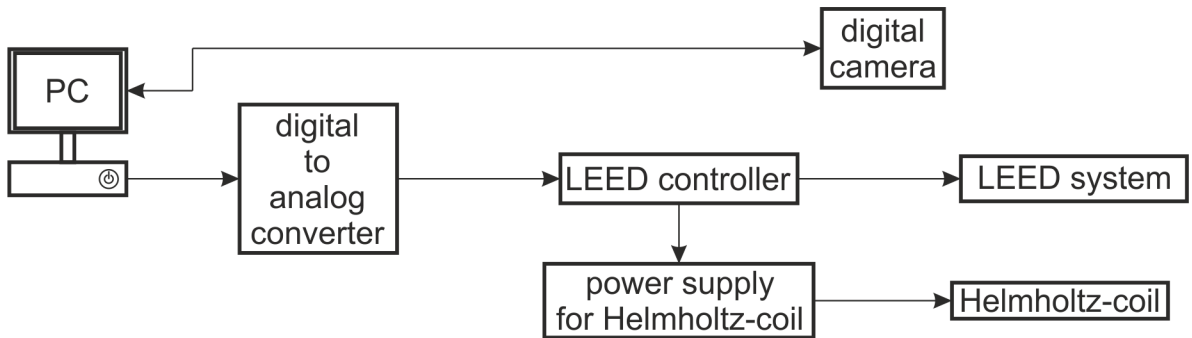 digital
camera
PC
digital
to
analog
converter
LEED controller
LEED system
power supply
for Helmholtz-coil
Helmholtz-coil